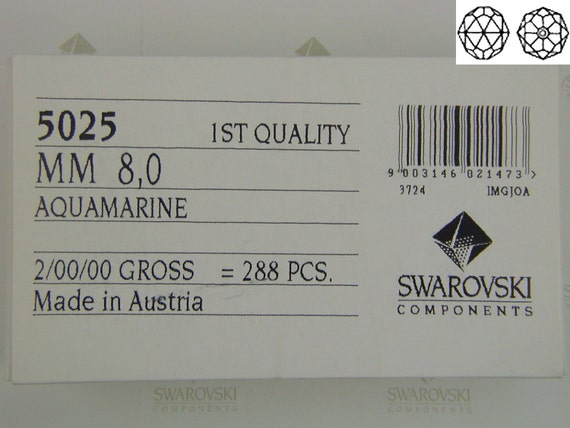 5025 1ST QUALITY
MM 8,0
AQUAMARINE
2/00/00 GROSS = 288 PCS.
Made in Austria
9 003146 021473 >
3724 IMGJOA
SWAROVSKI
COMPONENTS
SWAROVSKI
COMPONENTS
SWAROVSKI
COMPONENTS